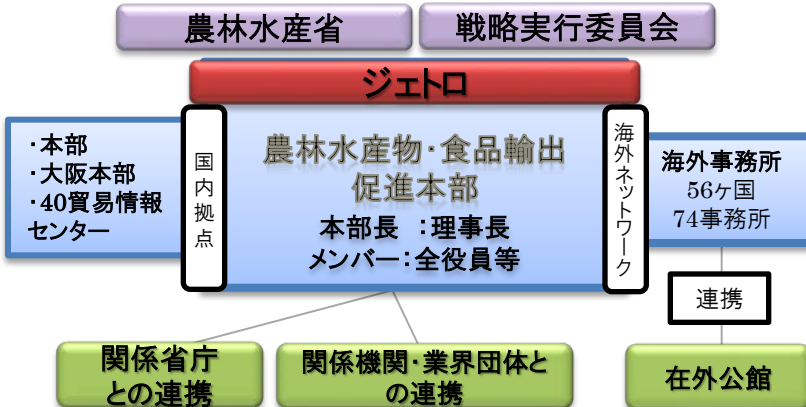 農林水産省
戦略実行委員会
ジェトロ
・本部
・大阪本部
・40貿易情報
センター
国内拠点
農林水産物・食品輸出
促進本部
本部長 ：理事長
メンバー：全役員等
海外ネットワーク
海外事務所
56ヶ国
74事務所
連携
関係省庁
との連携
関係機関・業界団体と
の連携
在外公館